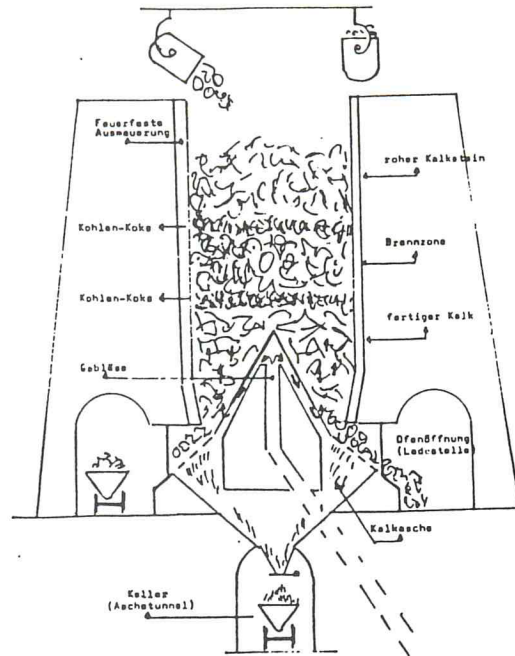 Feuerfeste
Ausmauerung
roher Kalkstein
Kohlen-Koks
Brennzone
Kohlen-Koks
fertiger Kalk
Gebläse
Ofenöffnung
(Ladestelle)
Kalkasche
Keller
(Aschetunnel)